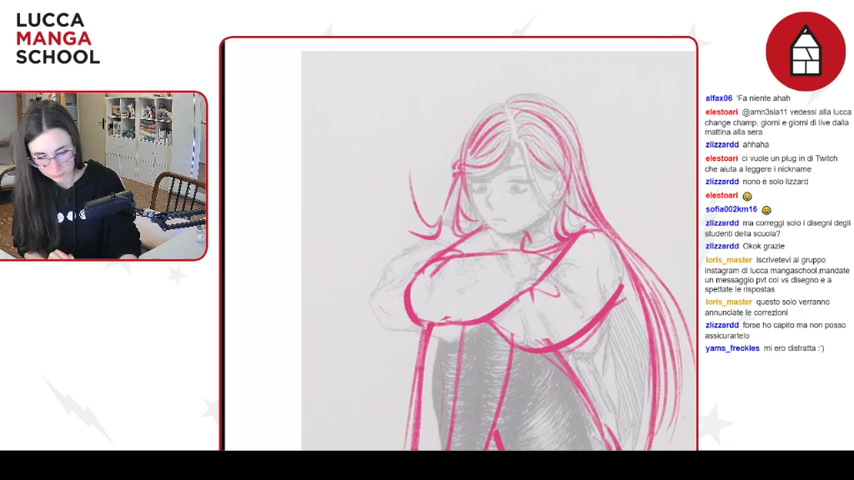 LUCCA
MANGA
SCHOOL
alfax06 'Fa niente ahah
elestoari @amn3sia11 vedessi alla lucca
change champ, giorni e giorni di live dalla
mattina alla sera
zlizzardd ahhaha
elestoari ci vuole un plug in di Twitch
che aiuta a leggere i nickname
zlizzardd nono è solo lizzard
elestoari
sofia002km16
zlizzardd ma correggi solo i disegni degli
studenti della scuola?
zlizzardd Okok grazie
loris_master iscrivetevi al gruppo
instagram di lucca mangaschool,mandate
un messaggio pvt col vs disegno e a
spettate le rispostas
loris_master questo solo verranno
annunciate le correzioni
zlizzardd forse ho capito ma non posso
assicurartelo
yams_freckles mi ero distratta :')